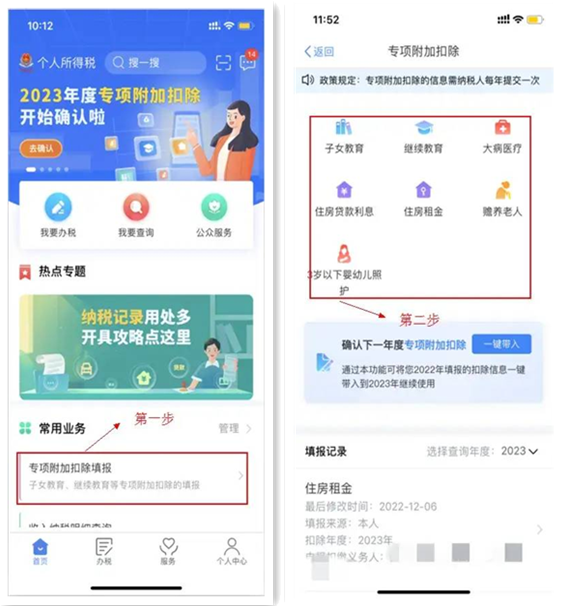 10:12
个人所得税
搜一搜
14
2023年度专项附加扣除
开始确认啦
去确认
我要办税
我要查询
公众服务
热点专题
纳税记录用处多
开具攻略点这里
常用业务
管理
第一步
专项附加扣除填报
子女教育、继续教育等专项附加扣除的填报
收入纳税明细查询
首页
办税
服务
个人中心
11:52
返回
专项附加扣除
政策规定：专项附加扣除的信息需纳税人每年提交一次
子女教育
继续教育
大病医疗
住房贷款利息
住房租金
赡养老人
3岁以下婴幼儿照
护
第二步
确认下一年度专项附加扣除
一键带入
通过本功能可将您2022年填报的扣除信息一键
带入到2023年继续使用
填报记录
选择查询年度：2023
住房租金
最后修改时间：2022-12-06
填报来源：本人
扣除年度：2023年
缴义务人：